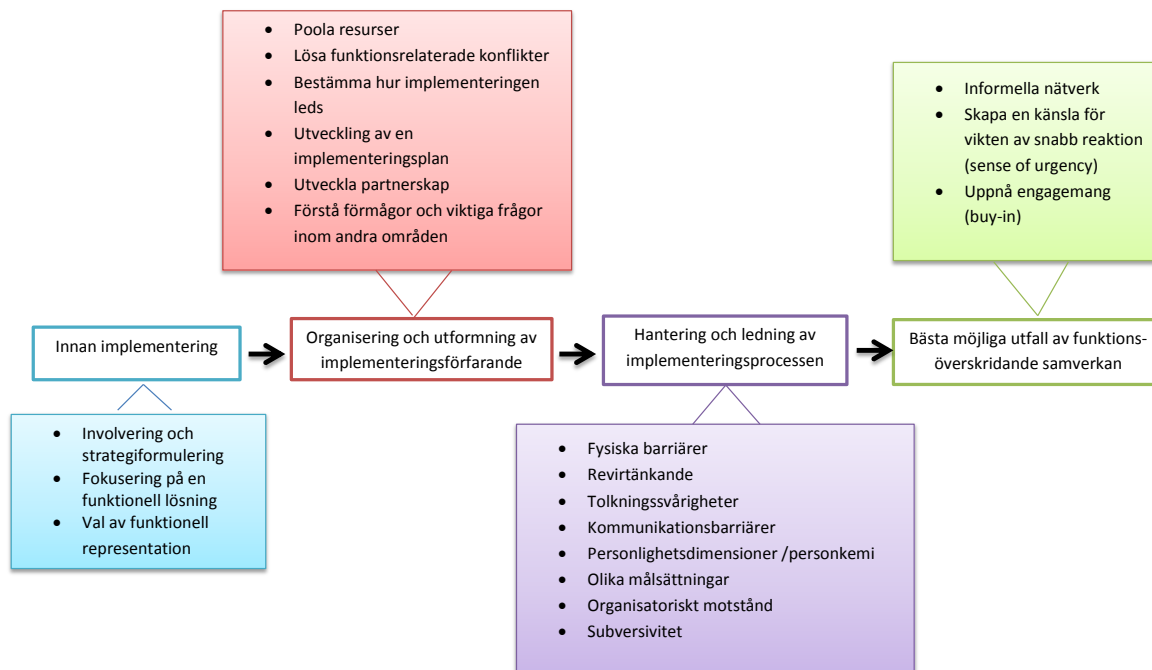 • Poola resurser
• Lösa funktionsrelaterade konflikter
• Bestämma hur implementeringen
leds
• Utveckling av en
implementeringsplan
• Utveckla partnerskap
• Förstå förmågor och viktiga frågor
inom andra områden
• Informella nätverk
• Skapa en känsla för
vikten av snabb reaktion
(sense of urgency)
• Uppnå engagemang
(buy-in)
Innan implementering
Organisering och utformning av
implementeringsförfarande
Hantering och ledning av
implementeringsprocessen
Bästa möjliga utfall av funktions-
överskridande samverkan
• Involvering och
strategiformulering
• Fokusering på en
funktionell lösning
• Val av funktionell
representation
• Fysiska barriärer
• Revirtänkande
• Tolkningssvårigheter
• Kommunikationsbarriärer
• Personlighetsdimensioner /personkemi
• Olika målsättningar
• Organisatoriskt motstånd
• Subversivitet